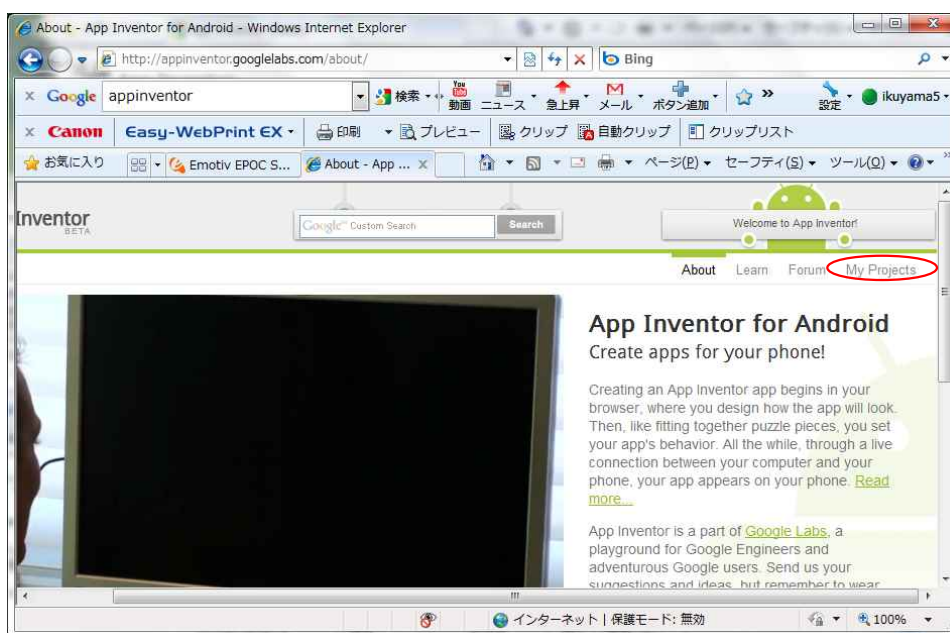 About - App Inventor for Android - Windows Internet Explorer
http://appinventor.googlelabs.com/about/
Bing
x Google appinventor 検索 You 動画 ニュース 急上昇 メール ボタン追加 » 設定 ikuyama5
x Canon Easy-WebPrint EX 印刷 プレビュー クリップ 自動クリップ クリップリスト
お気に入り Emotiv EPOC S... About - App ... x ページ(P) セーフティ(S) ツール(O) »
Inventor
BETA
Google™ Custom Search
Search
Welcome to App Inventor!
About Learn Forum My Projects
App Inventor for Android
Create apps for your phone!
Creating an App Inventor app begins in your
browser, where you design how the app will look.
Then, like fitting together puzzle pieces, you set
your app's behavior. All the while, through a live
connection between your computer and your
phone, your app appears on your phone. Read
more...
App Inventor is a part of Google Labs, a
playground for Google Engineers and
adventurous Google users. Send us your
suggestions and ideas, but remember to wear
インターネット | 保護モード: 無効
100%